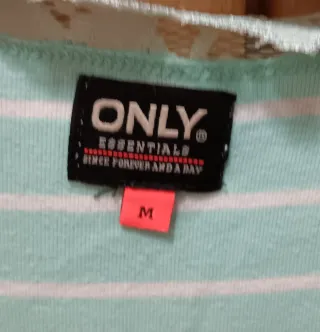 ONLY®
ESSENTIALS
SINCE FOREVER AND A DAY
M